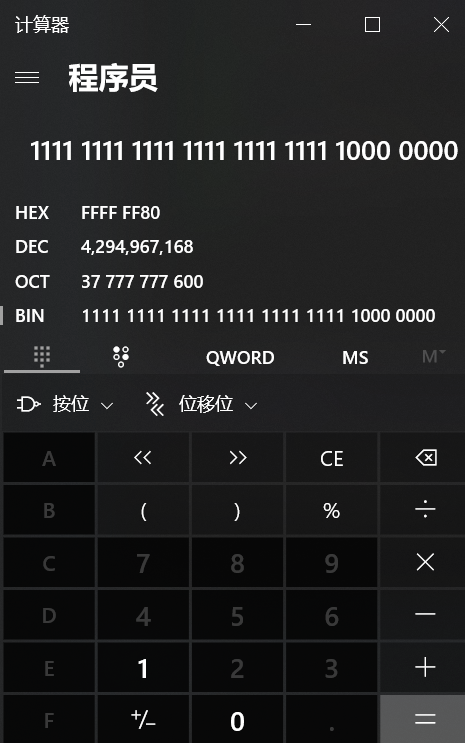 计算器
程序员
1111 1111 1111 1111 1111 1111 1000 0000
HEX FFFF FF80
DEC 4,294,967,168
OCT 37 777 777 600
BIN 1111 1111 1111 1111 1111 1111 1000 0000
QWORD MS M
按位 位移位
A << >> CE
B ( ) % ÷
C 7 8 9 ×
D 4 5 6 −
E 1 2 3 +
F +/− 0 . =